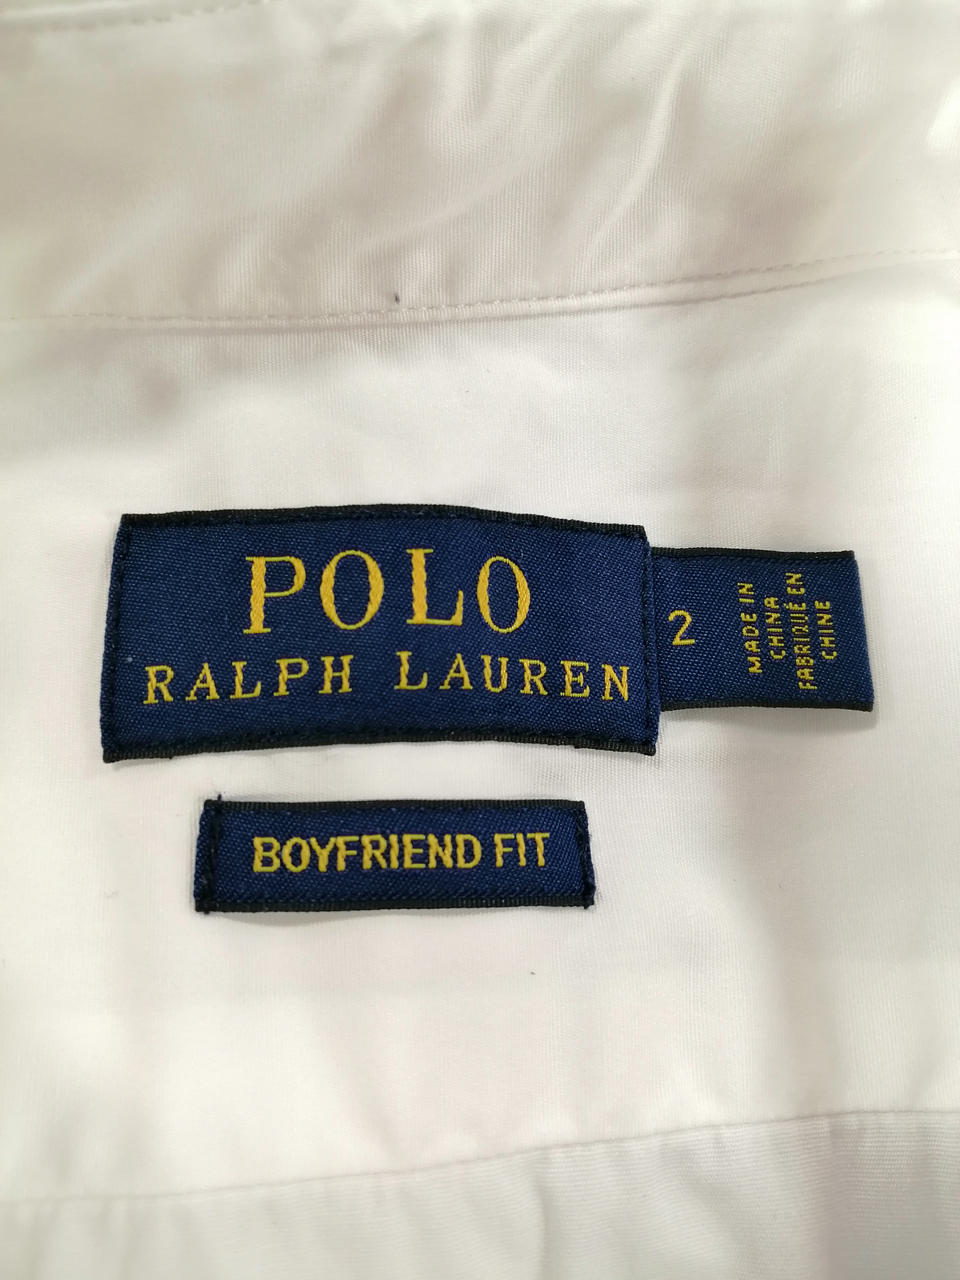 POLO
RALPH LAUREN
2
MADE IN
CHINA
FABRIQUÉ EN
CHINE
BOYFRIEND FIT